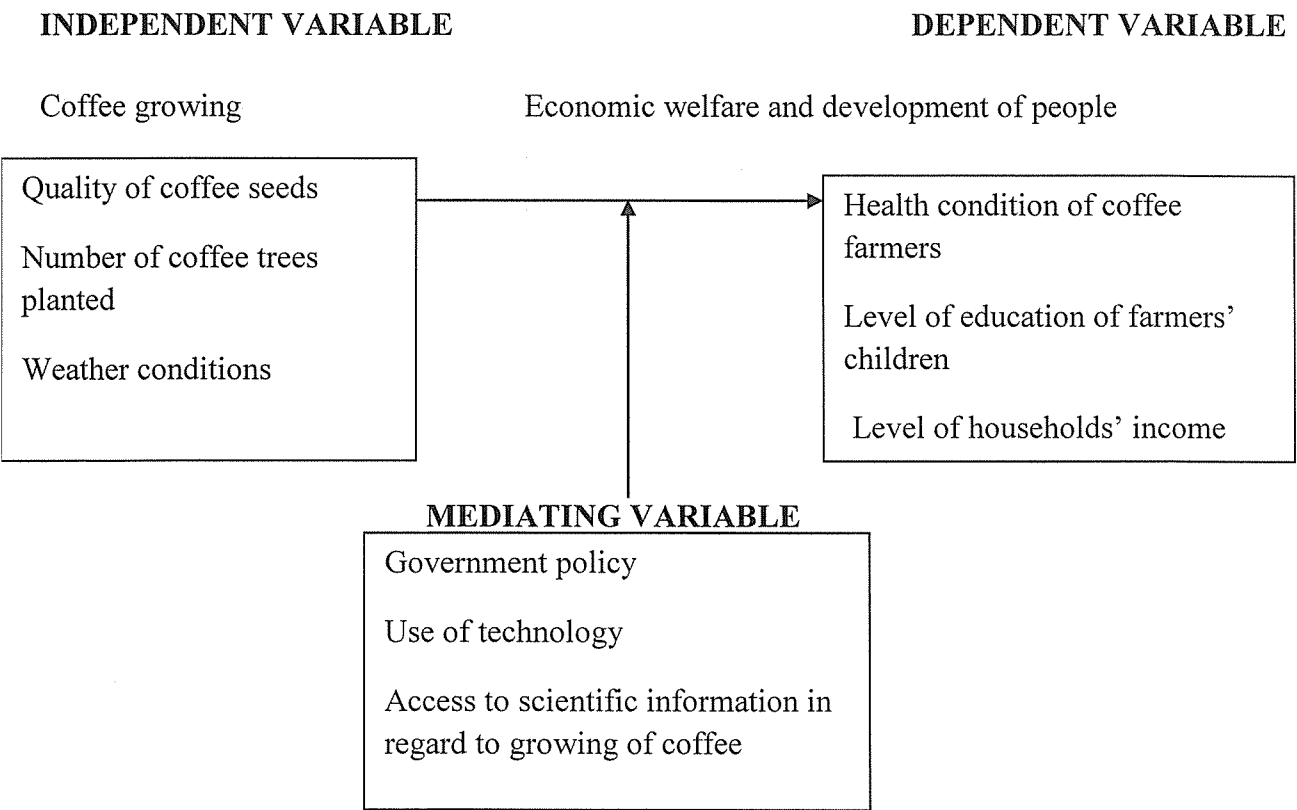 INDEPENDENT VARIABLE
DEPENDENT VARIABLE
Coffee growing
Economic welfare and development of people
Quality of coffee seeds
Number of coffee trees
planted
Weather conditions
Health condition of coffee
farmers
Level of education of farmers’
children
Level of households’ income
MEDIATING VARIABLE
Government policy
Use of technology
Access to scientific information in
regard to growing of coffee